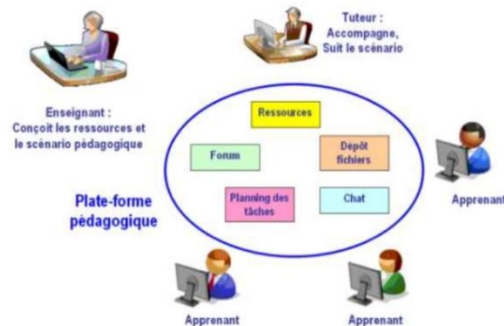 Tuteur :
Accompagne,
Suit le scénario
Enseignant :
Conçoit les ressources et
le scénario pédagogique
Ressources
Forum
Dépôt
fichiers
Planning des
tâches
Chat
Plate-forme
pédagogique
Apprenant
Apprenant
Apprenant